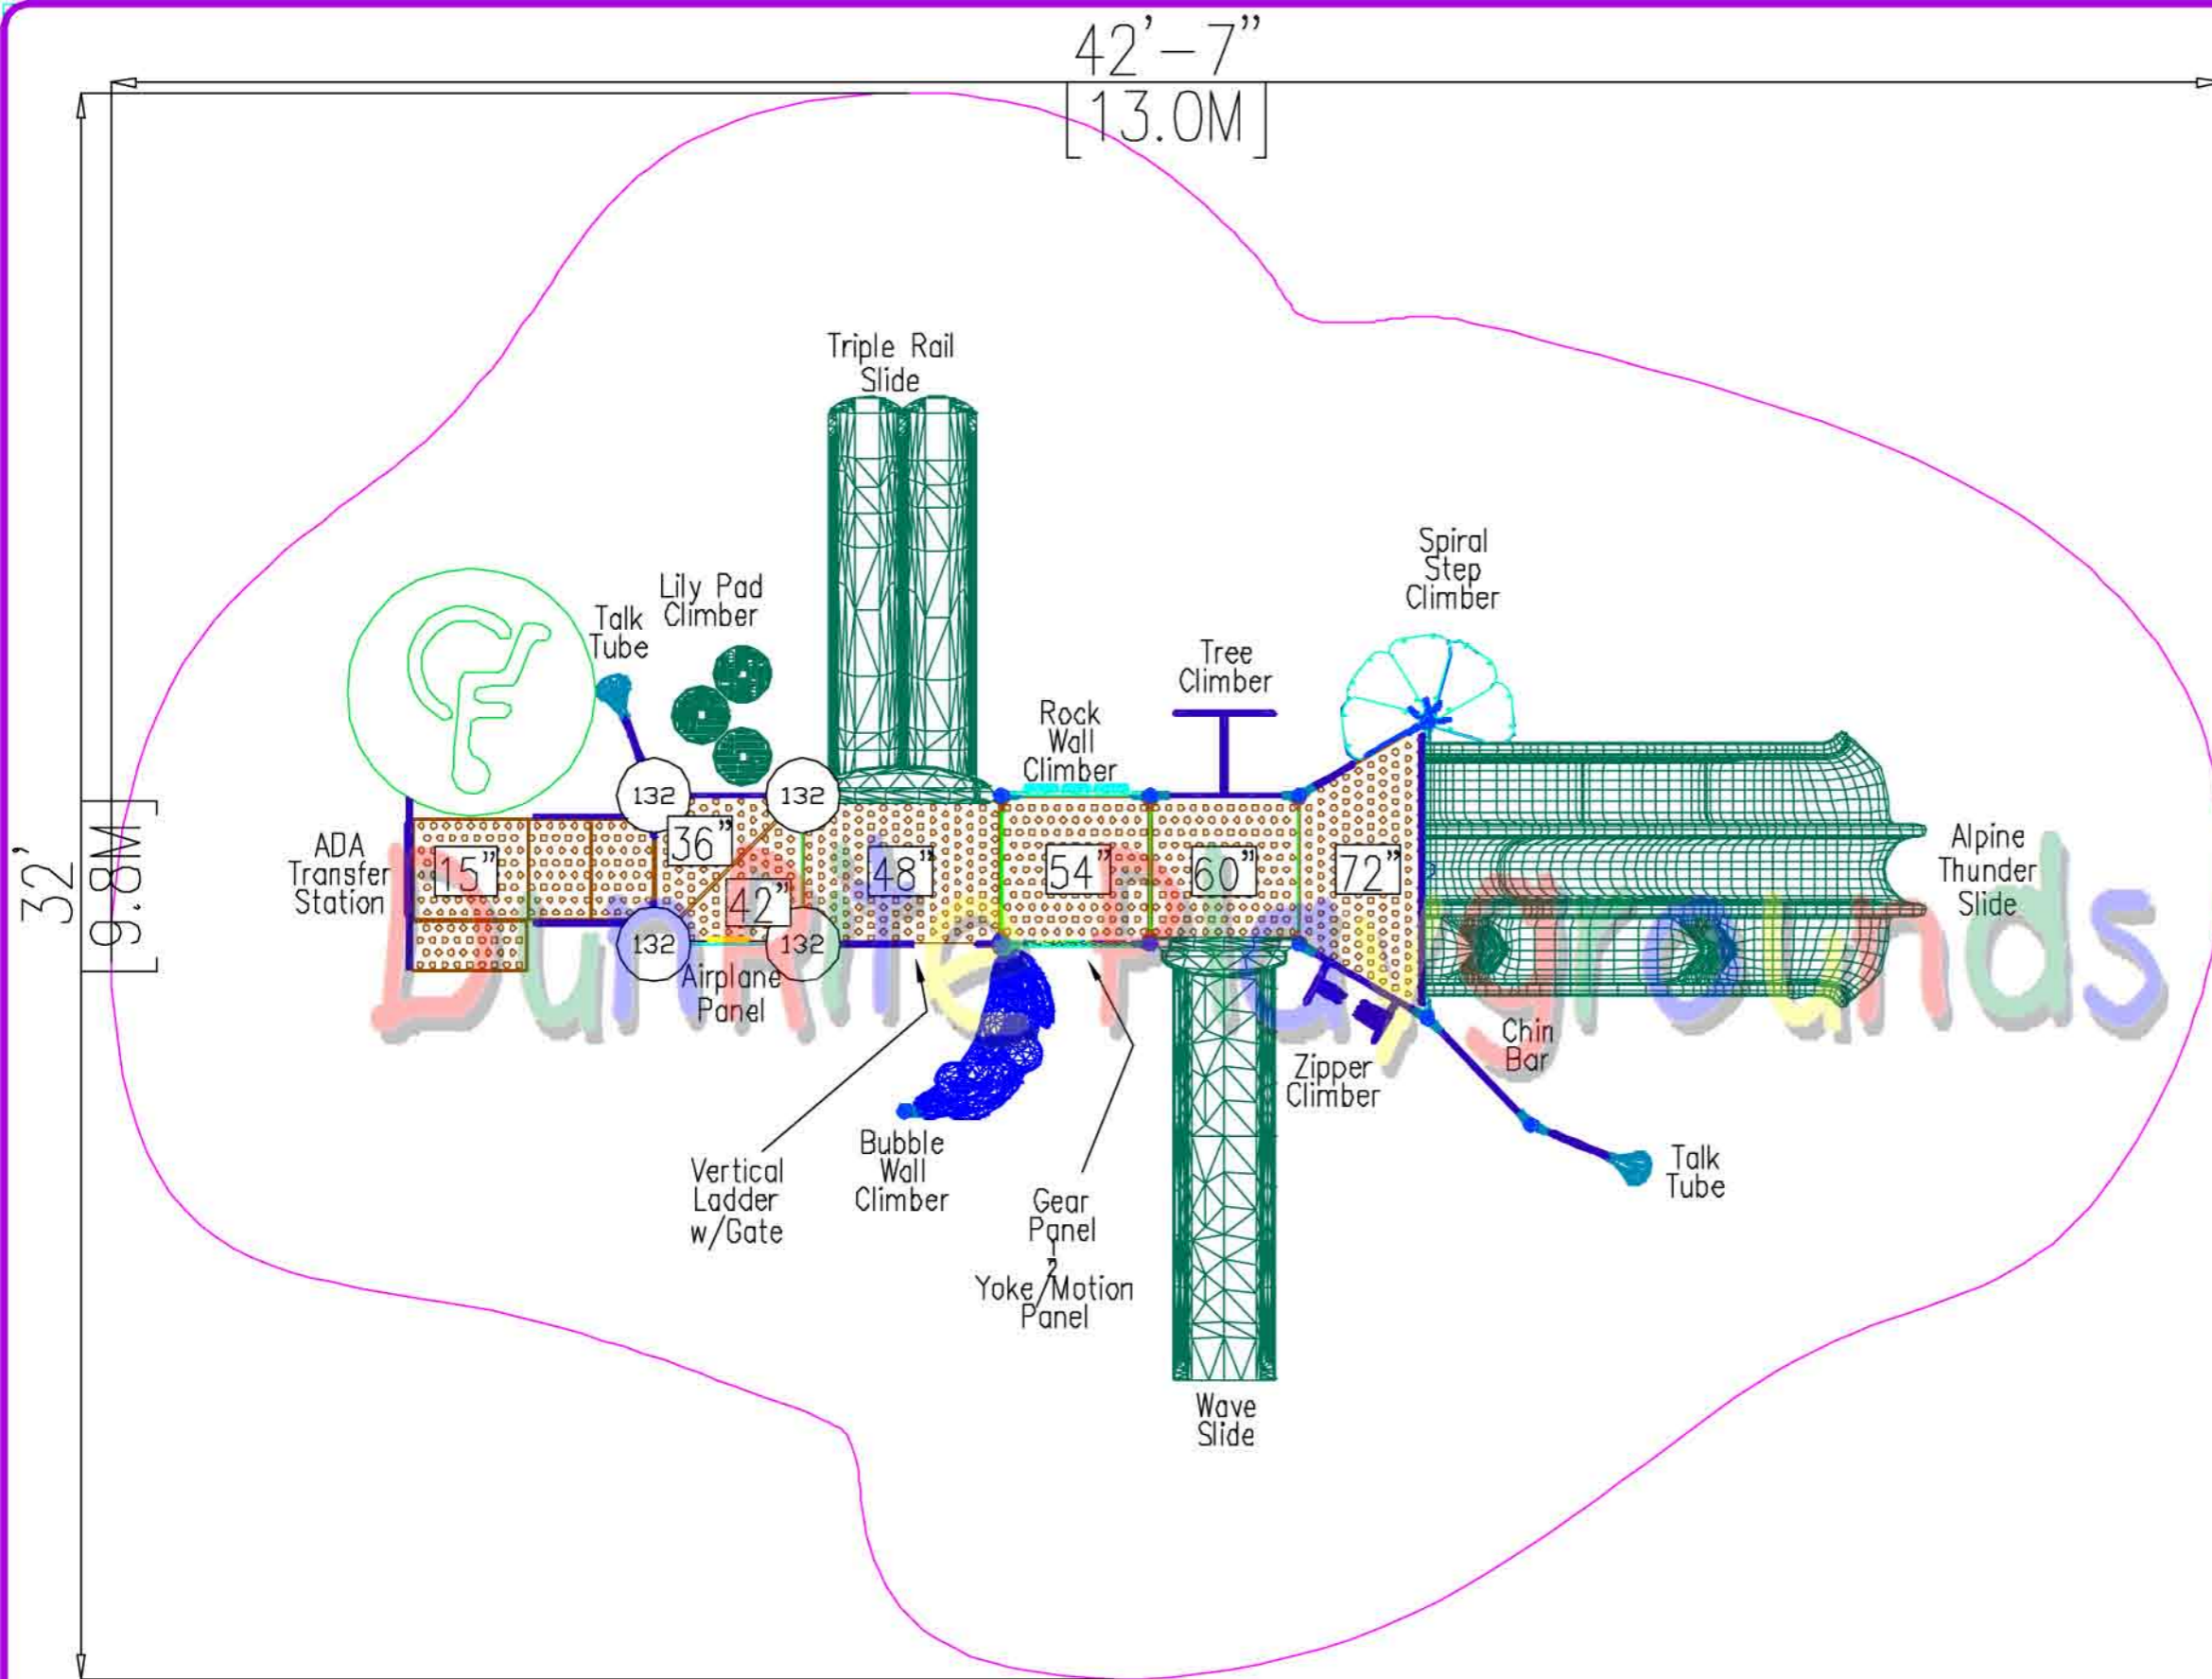 42’-7”
[13.0M]
Triple Rail
Slide
Spiral
Step
Climber
Lily Pad
Climber
Talk
Tube
Tree
Climber
Rock
Wall
Climber
132
132
36”
ADA
Transfer
Station
15”
48”
54”
60”
72”
Alpine
Thunder
Slide
42”
32’
9.8M
132
132
DunRite Playgrounds
Airplane
Panel
Chin
Bar
Zipper
Climber
Bubble
Wall
Climber
Vertical
Ladder
w/Gate
Talk
Tube
Gear
Panel
1
2
Yoke/Motion
Panel
Wave
Slide